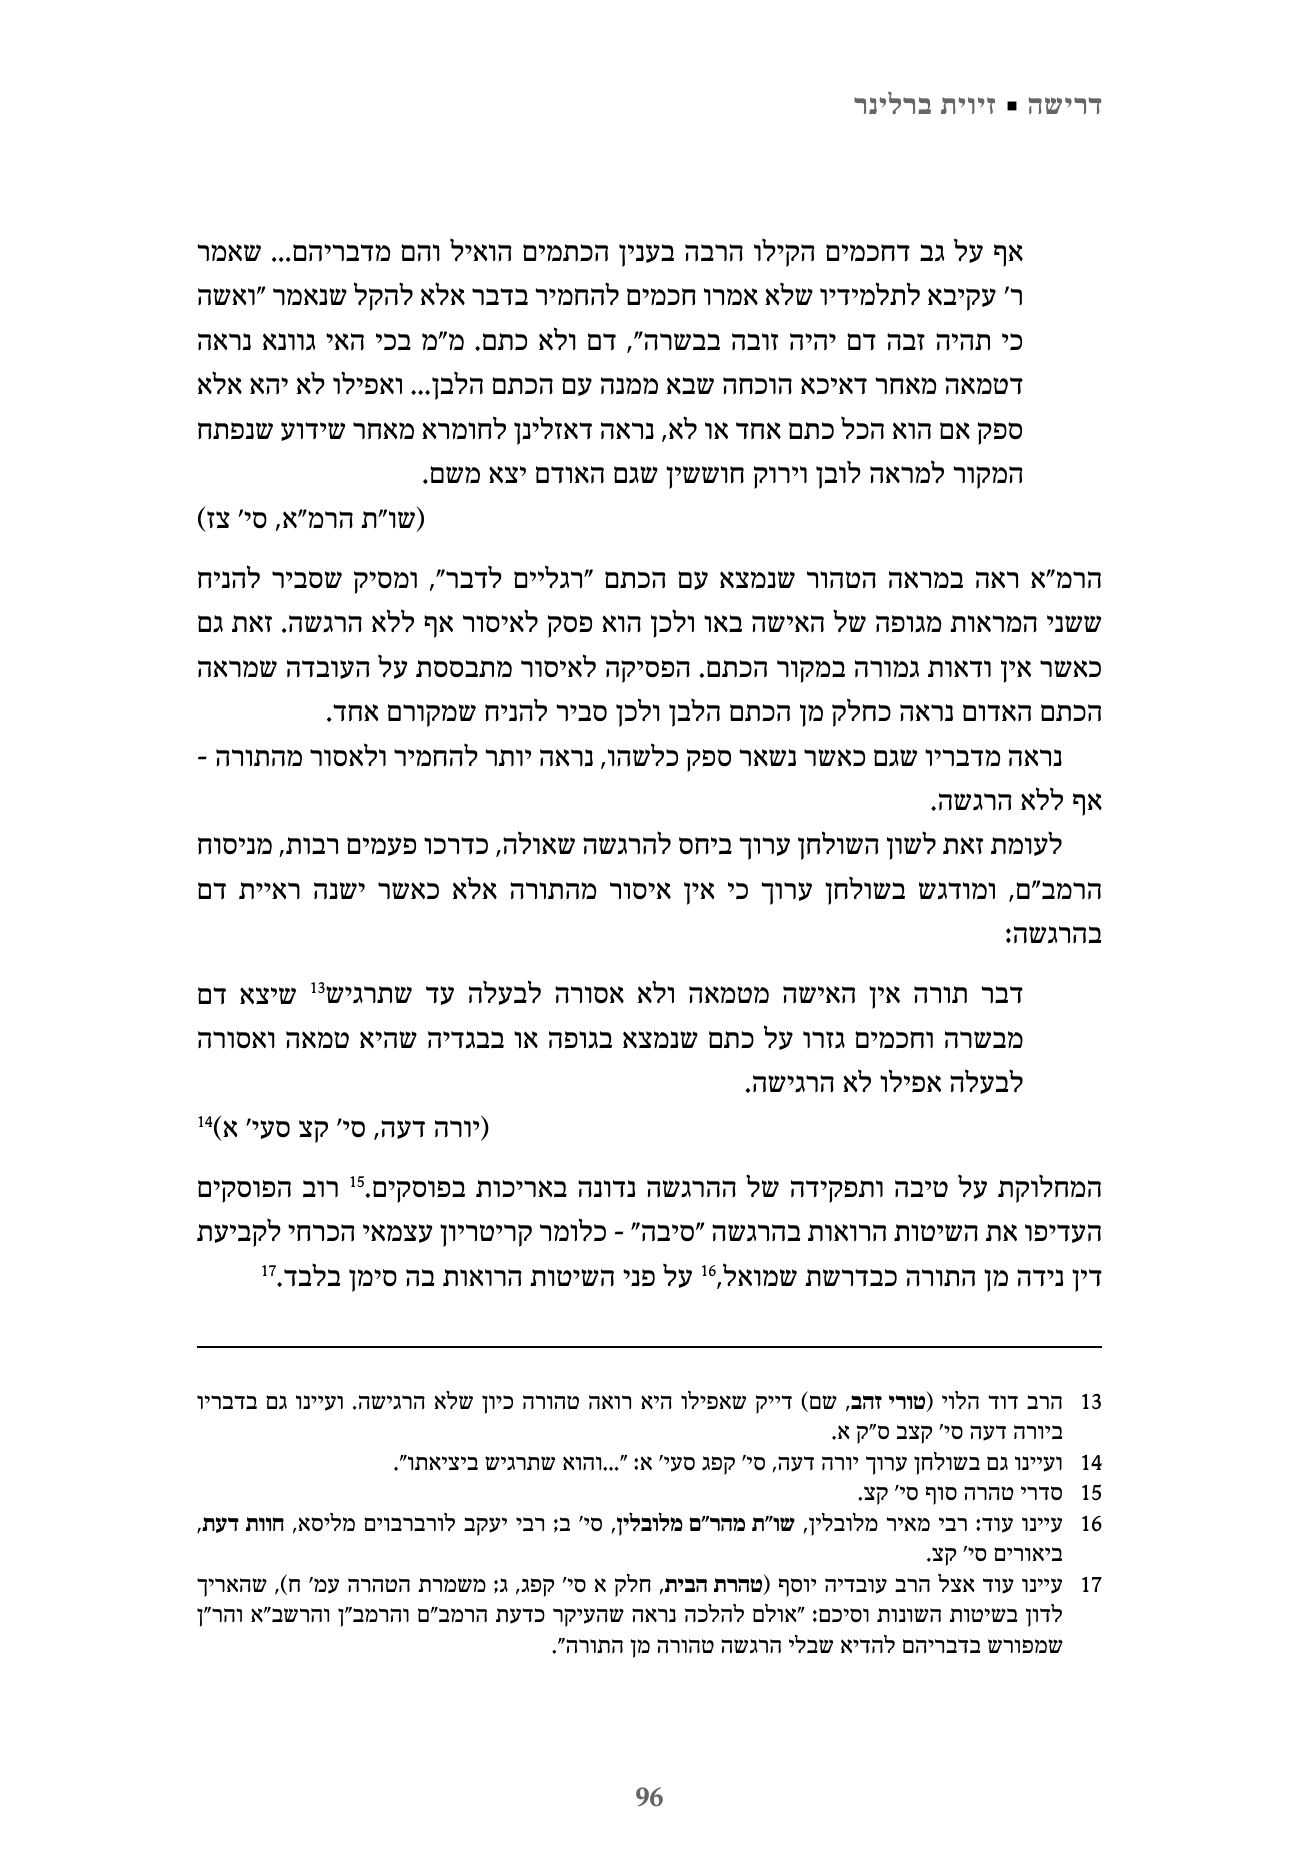 דרישה ▪ זיוית ברלינר
אף על גב דחכמים הקילו הרבה בענין הכתמים הואיל והם מדבריהם... שאמר
ר' עקיבא לתלמידיו שלא אמרו חכמים להחמיר בדבר אלא להקל שנאמר "ואשה
כי תהיה זבה דם יהיה זובה בבשרה", דם ולא כתם. מ"מ בכי האי גוונא נראה
דטמאה מאחר דאיכא הוכחה שבא ממנה עם הכתם הלבן... ואפילו לא יהא אלא
ספק אם הוא הכל כתם אחד או לא, נראה דאזלינן לחומרא מאחר שידוע שנפתח
המקור למראה לובן וירוק חוששין שגם האודם יצא משם.
(שו"ת הרמ"א, סי' צז)
הרמ"א ראה במראה הטהור שנמצא עם הכתם "רגליים לדבר", ומסיק שסביר להניח
ששני המראות מגופה של האישה באו ולכן הוא פסק לאיסור אף ללא הרגשה. זאת גם
כאשר אין ודאות גמורה במקור הכתם. הפסיקה לאיסור מתבססת על העובדה שמראה
הכתם האדום נראה כחלק מן הכתם הלבן ולכן סביר להניח שמקורם אחד.
נראה מדבריו שגם כאשר נשאר ספק כלשהו, נראה יותר להחמיר ולאסור מהתורה -
אף ללא הרגשה.
לעומת זאת לשון השולחן ערוך ביחס להרגשה שאולה, כדרכו פעמים רבות, מניסוח
הרמב"ם, ומודגש בשולחן ערוך כי אין איסור מהתורה אלא כאשר ישנה ראיית דם
בהרגשה:
דבר תורה אין האישה מטמאה ולא אסורה לבעלה עד שתרגיש13 שיצא דם
מבשרה וחכמים גזרו על כתם שנמצא בגופה או בבגדיה שהיא טמאה ואסורה
לבעלה אפילו לא הרגישה.
(יורה דעה, סי' קצ סעי' א)14
המחלוקת על טיבה ותפקידה של ההרגשה נדונה באריכות בפוסקים.15 רוב הפוסקים
העדיפו את השיטות הרואות בהרגשה "סיבה" - כלומר קריטריון עצמאי הכרחי לקביעת
דין נידה מן התורה כבדרשת שמואל,16 על פני השיטות הרואות בה סימן בלבד.17
13 הרב דוד הלוי (טורי זהב, שם) דייק שאפילו היא רואה טהורה כיון שלא הרגישה. ועיינו גם בדבריו
ביורה דעה סי' קצב ס"ק א.
14 ועיינו גם בשולחן ערוך יורה דעה, סי' קפג סעי' א: "...והוא שתרגיש ביציאתו".
15 סדרי טהרה סוף סי' קצ.
16 עיינו עוד: רבי מאיר מלובלין, שו"ת מהר"ם מלובלין, סי' ב; רבי יעקב לורברבוים מליסא, חוות דעת,
ביאורים סי' קצ.
17 עיינו עוד אצל הרב עובדיה יוסף (טהרת הבית, חלק א סי' קפג, ג; משמרת הטהרה עמ' ח), שהאריך
לדון בשיטות השונות וסיכם: "אולם להלכה נראה שהעיקר כדעת הרמב"ם והרמב"ן והרשב"א והר"ן
שמפורש בדבריהם להדיא שבלי הרגשה טהורה מן התורה".
96